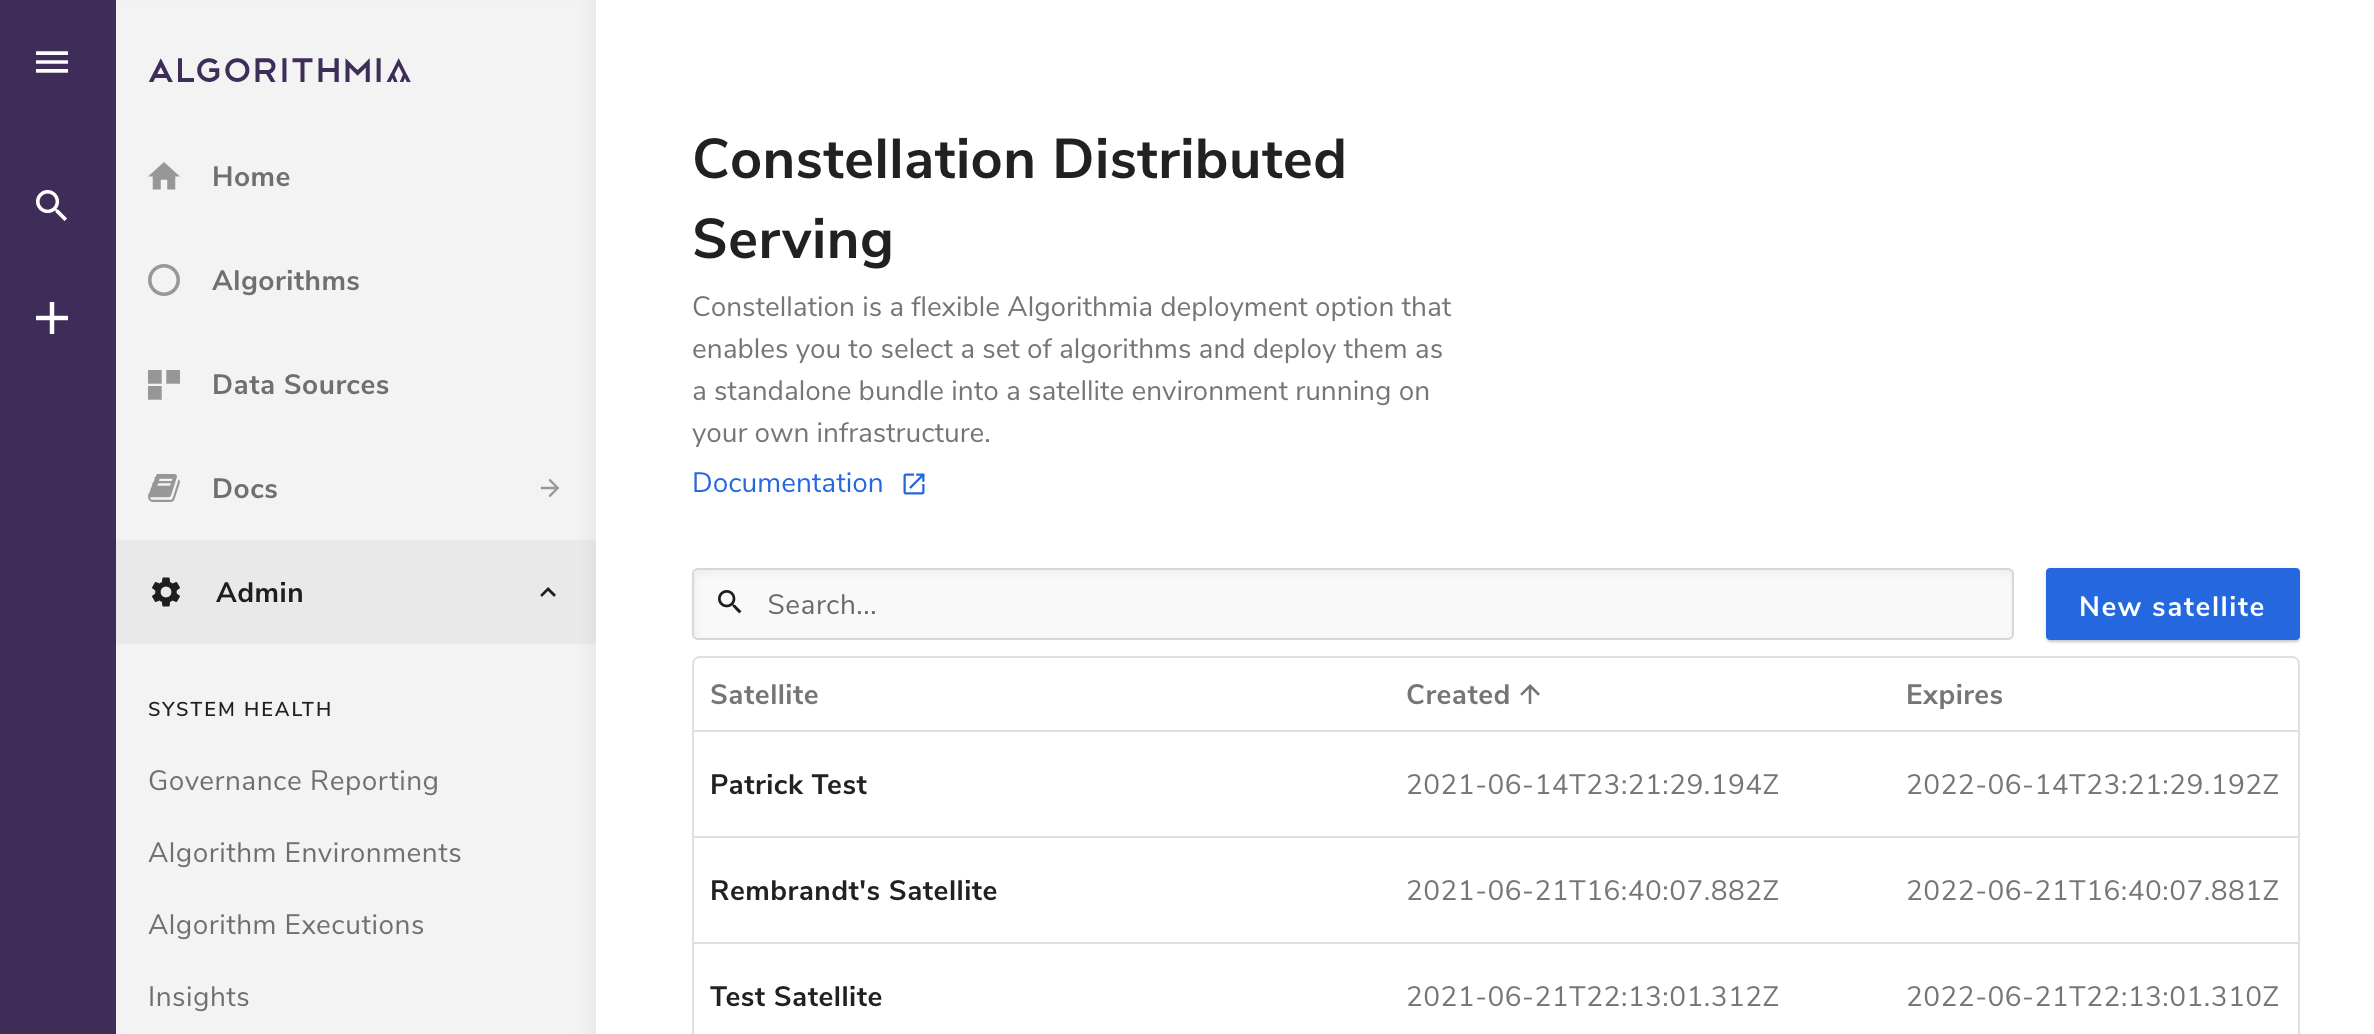 ALGORITHMIA
Home
Algorithms
Data Sources
Docs
Admin
SYSTEM HEALTH
Governance Reporting
Algorithm Environments
Algorithm Executions
Insights
Constellation Distributed
Serving
Constellation is a flexible Algorithmia deployment option that
enables you to select a set of algorithms and deploy them as
a standalone bundle into a satellite environment running on
your own infrastructure.
Documentation
Search...
New satellite
Satellite Created Expires
Patrick Test 2021-06-14T23:21:29.194Z 2022-06-14T23:21:29.192Z
Rembrandt's Satellite 2021-06-21T16:40:07.882Z 2022-06-21T16:40:07.881Z
Test Satellite 2021-06-21T22:13:01.312Z 2022-06-21T22:13:01.310Z